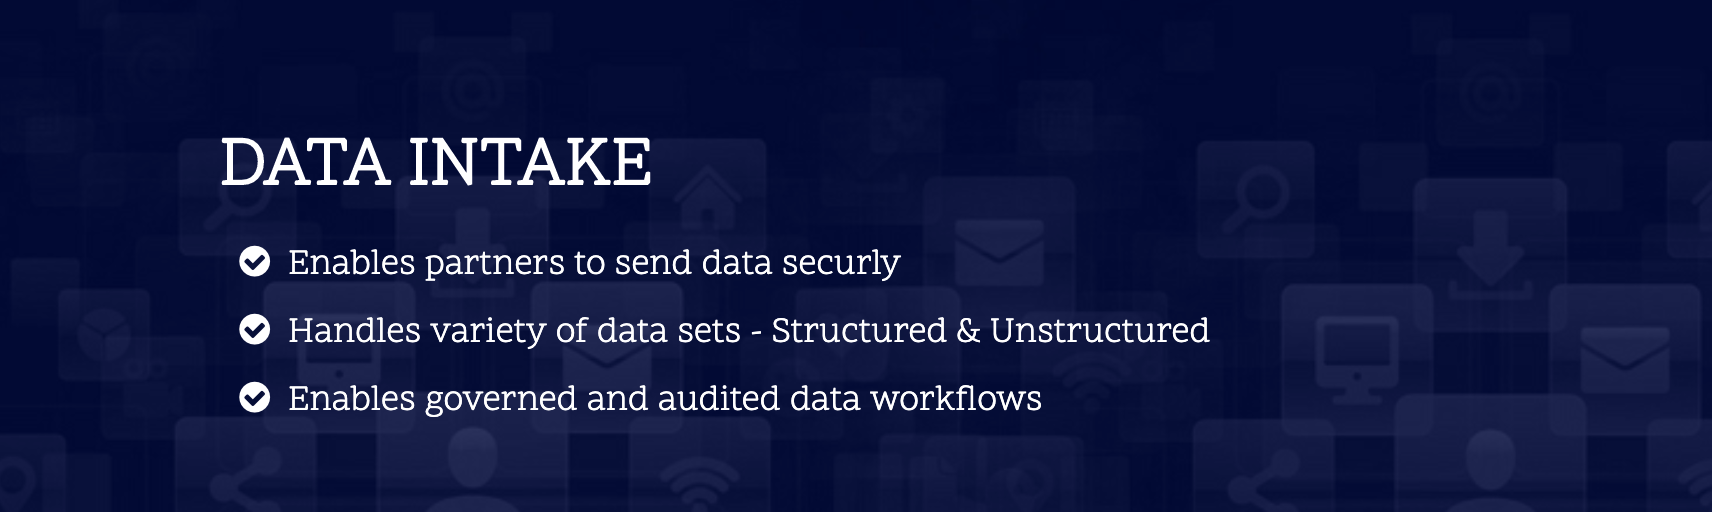 DATA INTAKE
Enables partners to send data securly
Handles variety of data sets - Structured & Unstructured
Enables governed and audited data workflows